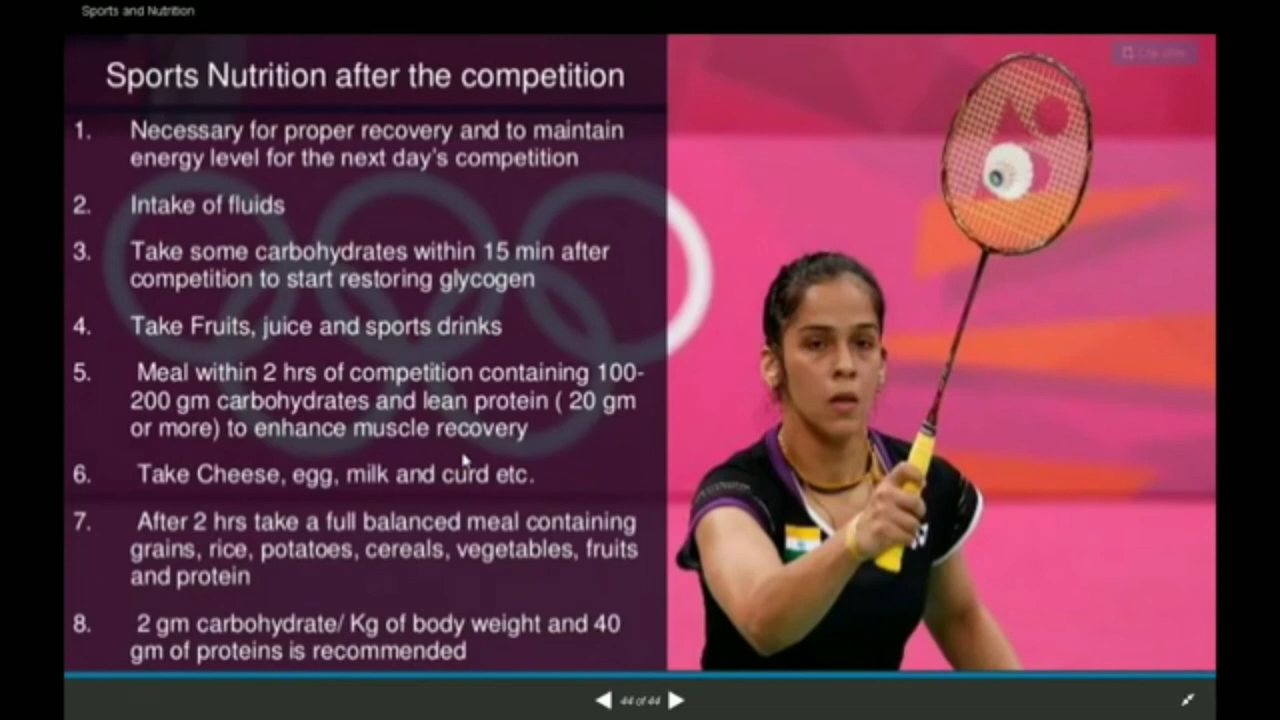 Sports and Nutrition
Sports Nutrition after the competition
1. Necessary for proper recovery and to maintain
energy level for the next day's competition
2. Intake of fluids
3. Take some carbohydrates within 15 min after
competition to start restoring glycogen
4. Take Fruits, juice and sports drinks
5. Meal within 2 hrs of competition containing 100-
200 gm carbohydrates and lean protein ( 20 gm
or more) to enhance muscle recovery
6. Take Cheese, egg, milk and curd etc.
7. After 2 hrs take a full balanced meal containing
grains, rice, potatoes, cereals, vegetables, fruits
and protein
8. 2 gm carbohydrate/ Kg of body weight and 40
gm of proteins is recommended
44 of 44